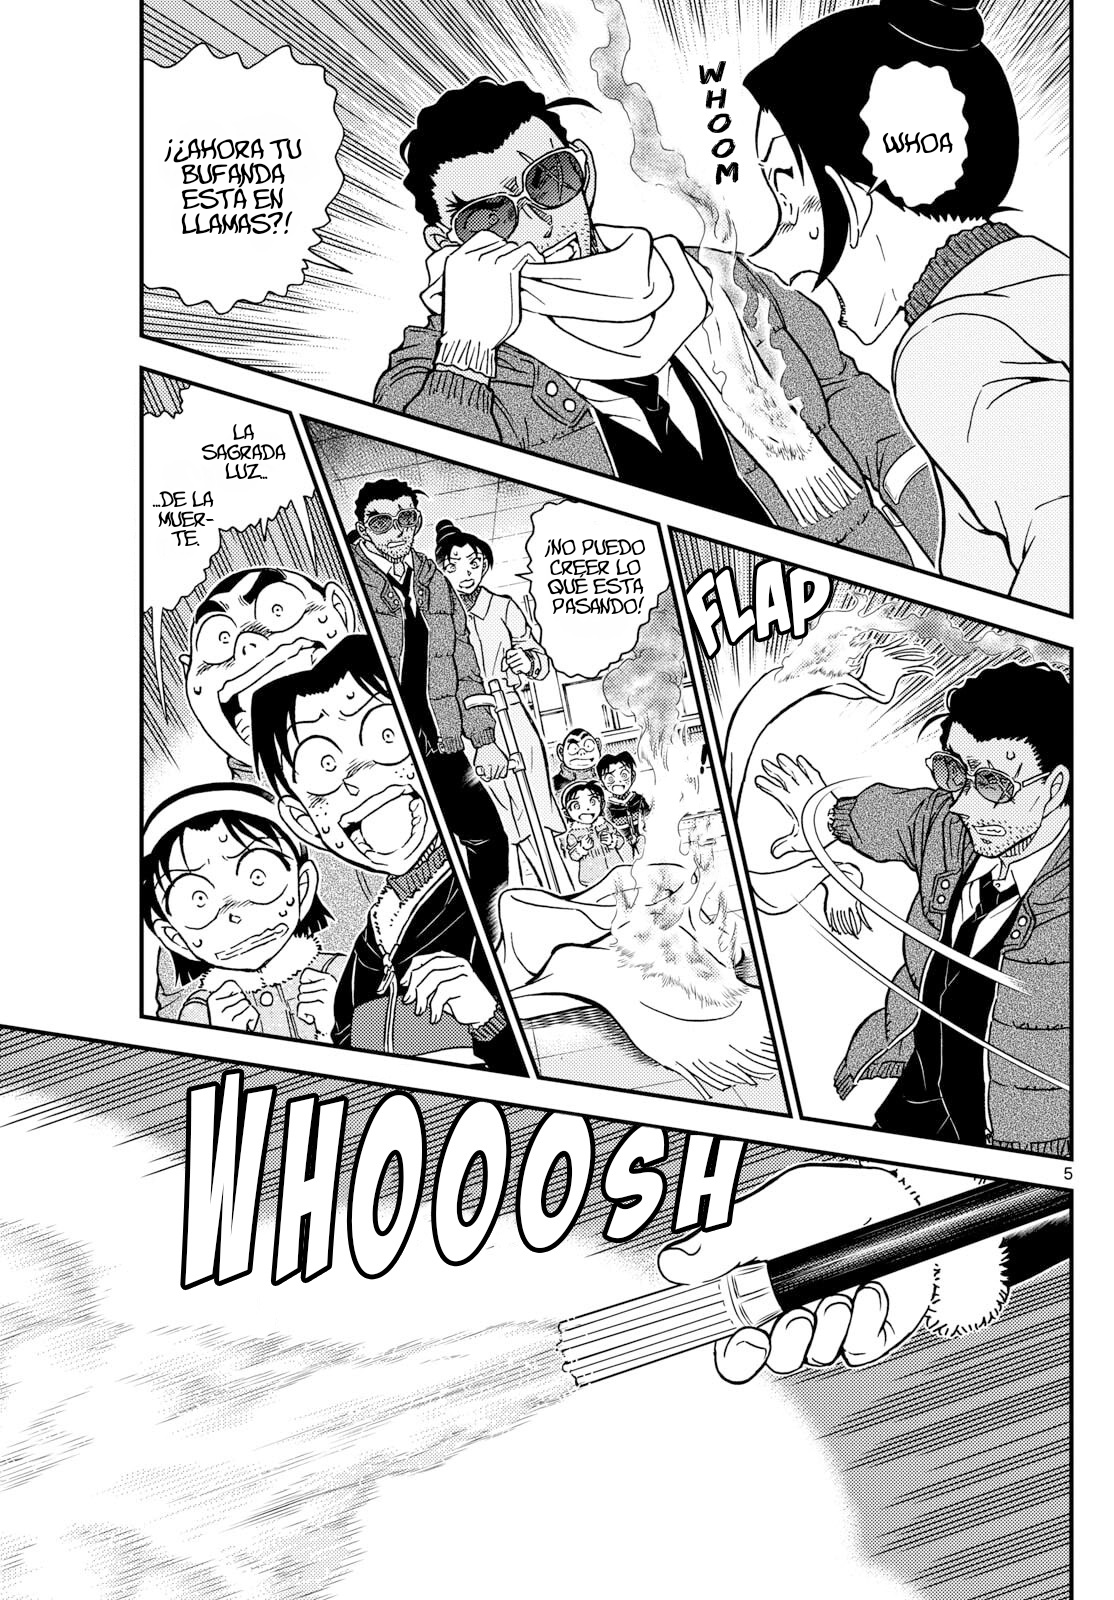 WHOA
WHOOM
¡¿AHORA TU
BUFANDA
ESTÁ EN
LLAMAS?!
FLAP
¡NO PUEDO
CREER LO
QUE ESTA
PASANDO!
!
LA
SAGRADA
LUZ...
...DE LA
MUER-
TE.
WHOOOSH
5